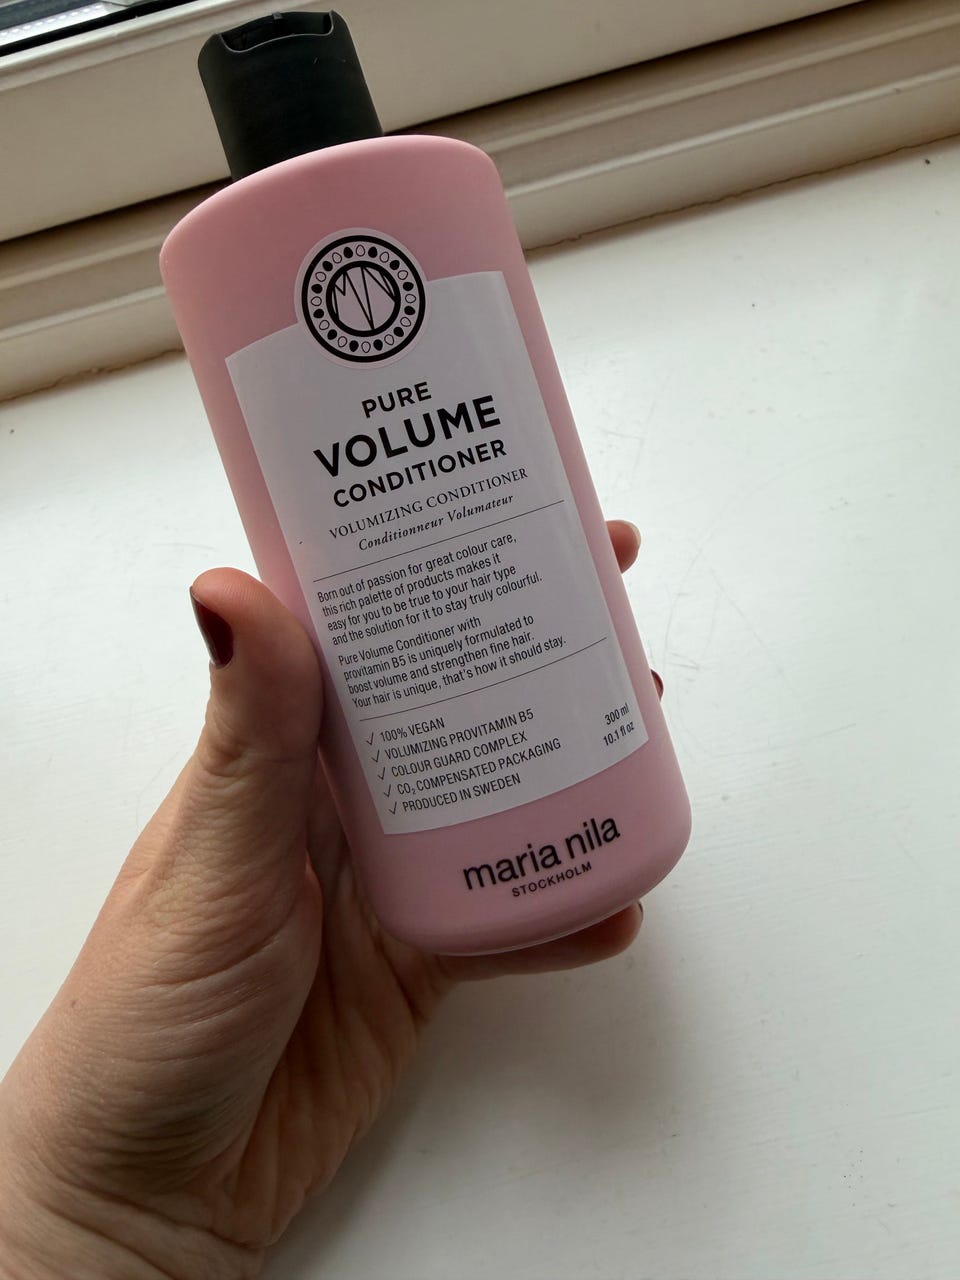 MN
PURE
VOLUME
CONDITIONER
VOLUMIZING CONDITIONER
Conditionneur Volumateur
Born out of passion for great colour care,
this rich palette of products makes it
easy for you to be true to your hair type
and the solution for it to stay truly colourful.
Pure Volume Conditioner with
provitamin B5 is uniquely formulated to
boost volume and strengthen fine hair.
Your hair is unique, that's how it should stay.
✓ 100% VEGAN
✓ VOLUMIZING PROVITAMIN B5
✓ COLOUR GUARD COMPLEX
✓ CO₂ COMPENSATED PACKAGING
✓ PRODUCED IN SWEDEN
300 ml
10.1 fl oz
maria nila
STOCKHOLM